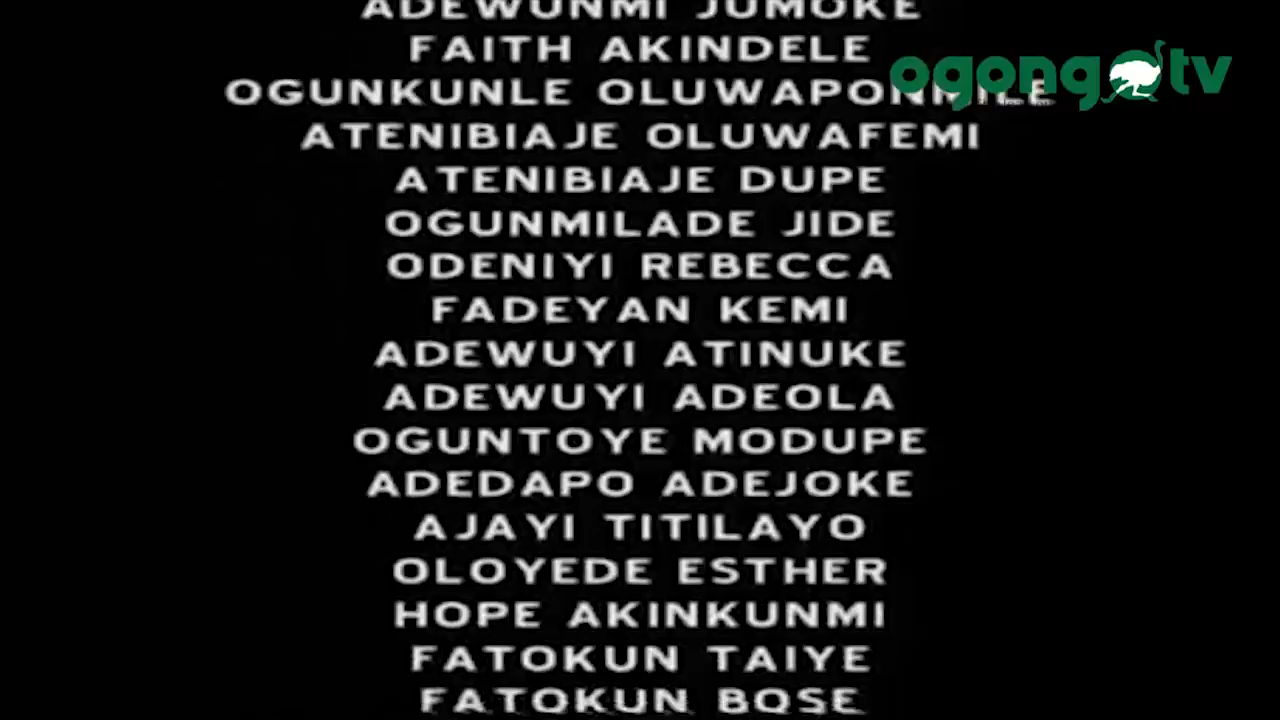 ADEWUNMI JUMOKE
FAITH AKINDELE
ogongotv
OGUNKUNLE
ATENIBIAJE OLUWAFEMI
ATENIBIAJE DUPE
OGUNMILADE JIDE
ODENIYI REBECCA
FADEYAN KEMI
ADEWUYI ATINUKE
ADEWUYI ADEOLA
OGUNTOYE MODUPE
ADEDAPO ADEJOKE
AJAYI TITILAYO
OLOYEDE ESTHER
HOPE AKINKUNMI
FATOKUN TAIYE
FATOKUN BOSE